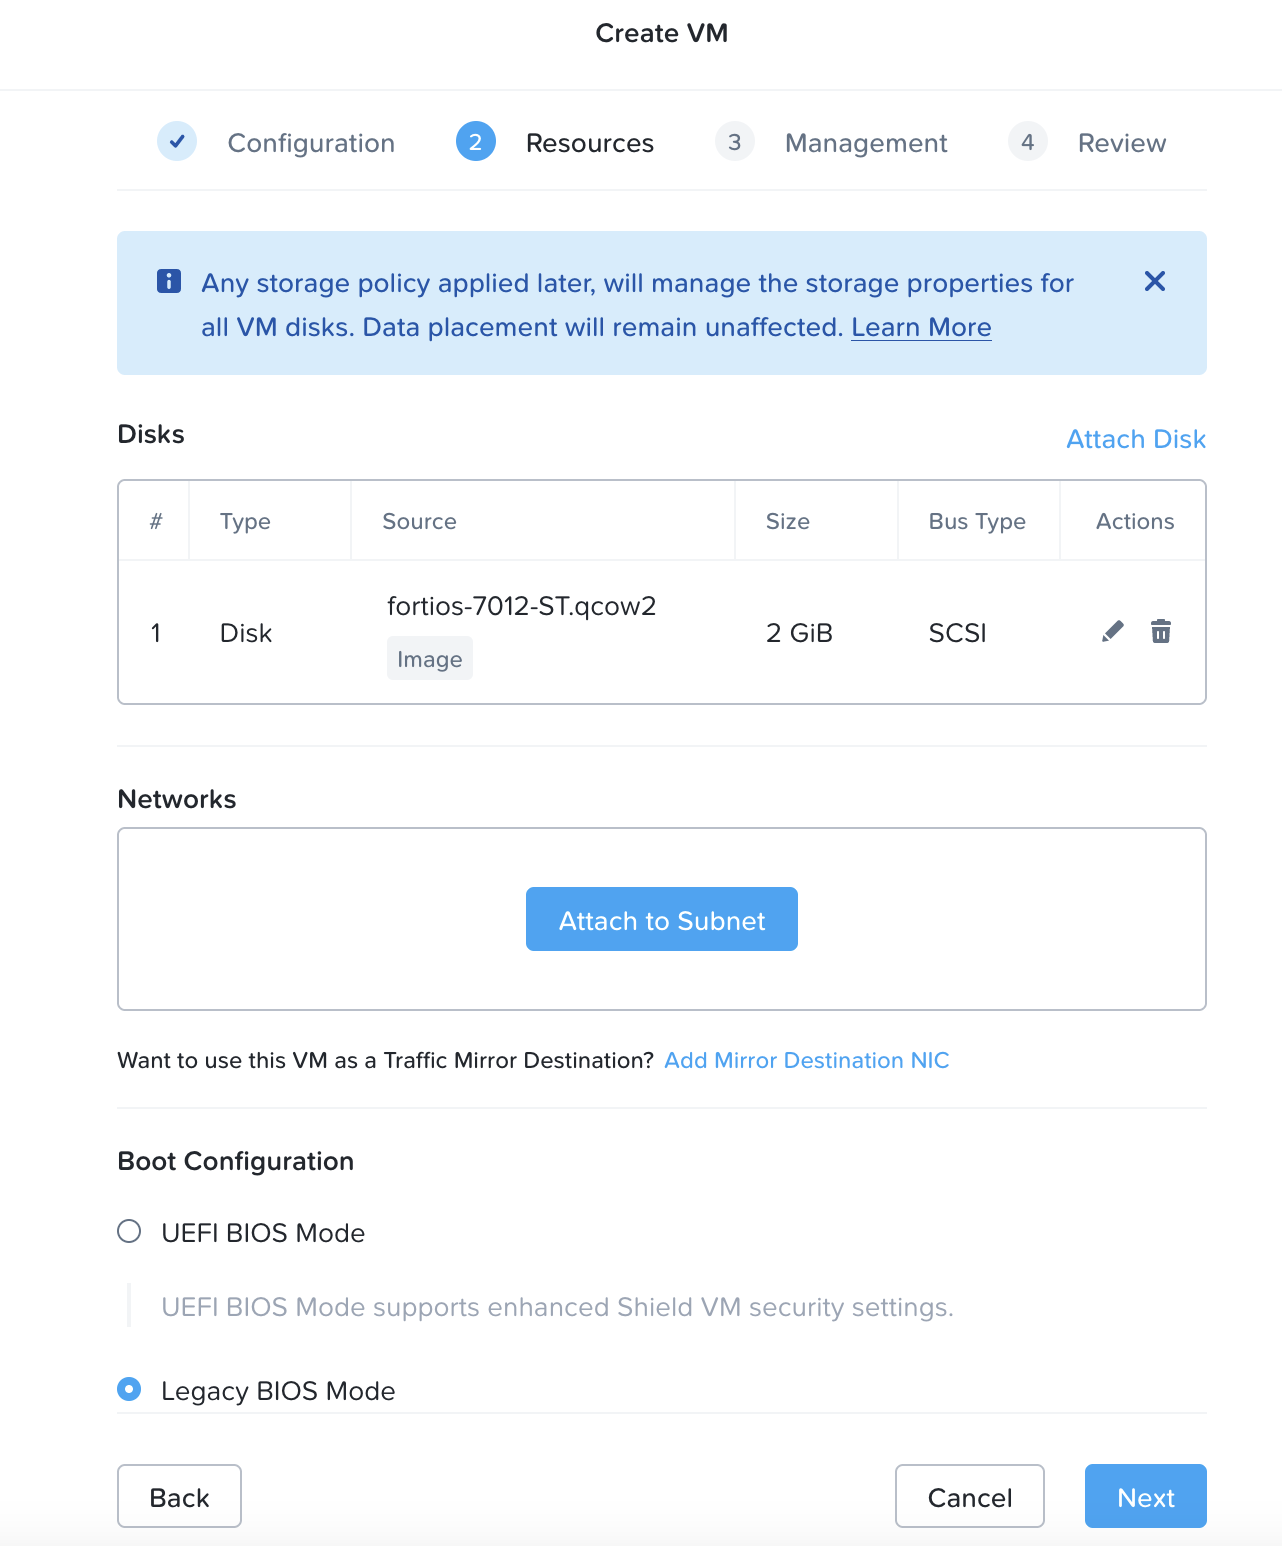 Create VM
Configuration 2 Resources 3 Management 4 Review
Any storage policy applied later, will manage the storage properties for
all VM disks. Data placement will remain unaffected. Learn More
Disks Attach Disk
# Type Source Size Bus Type Actions
1 Disk fortios-7012-ST.qcow2 2 GiB SCSI
Image
Networks
Attach to Subnet
Want to use this VM as a Traffic Mirror Destination? Add Mirror Destination NIC
Boot Configuration
UEFI BIOS Mode
UEFI BIOS Mode supports enhanced Shield VM security settings.
Legacy BIOS Mode
Back Cancel Next